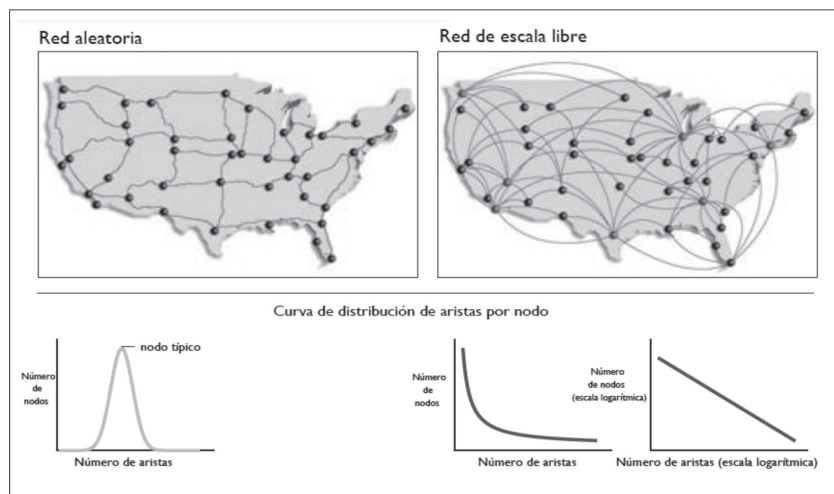 Red aleatoria
Red de escala libre
Curva de distribución de aristas por nodo
nodo típico
Número
de
nodos
Número de aristas
Número
de
nodos
Número de aristas
Número
de nodos
(escala logarítmica)
Número de aristas (escala logarítmica)